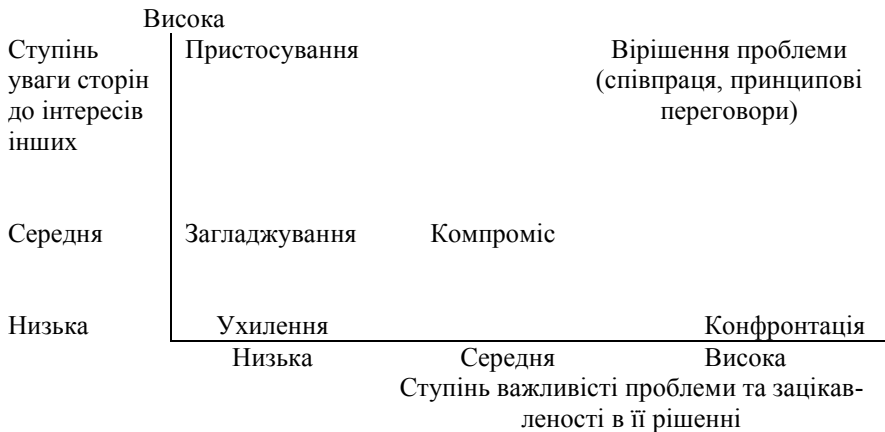 Висока
Ступінь Пристосування Вирішення проблеми
уваги сторін (співпраця, принципові
до інтересів переговори)
інших
Середня Загладжування Компроміс
Низька Ухилення Конфронтація
Низька Середня Висока
Ступінь важливісті проблеми та зацікав-
леності в її рішенні